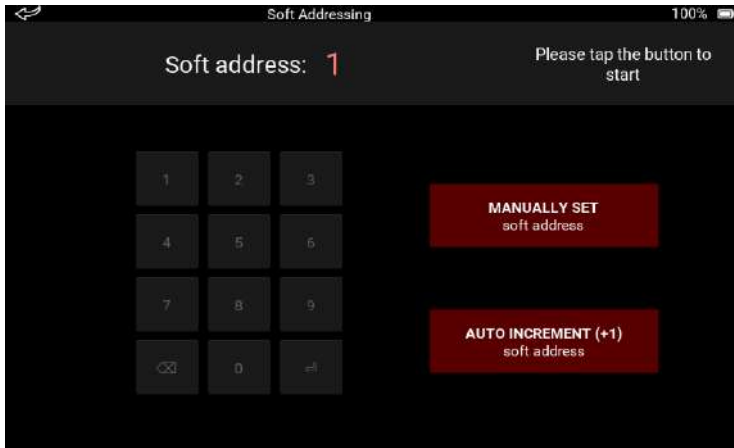 Soft Addressing
100%
Soft address: 1
Please tap the button to
start
1 2 3
4 5 6
7 8 9
0
MANUALLY SET
soft address
AUTO INCREMENT (+1)
soft address